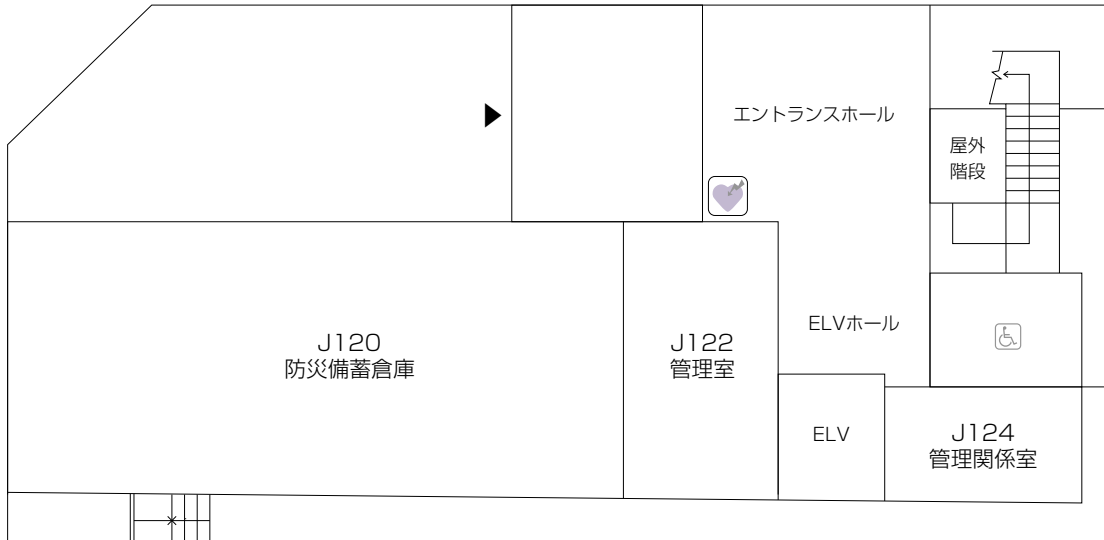 エントランスホール
屋外
階段
ELVホール
J120
防災備蓄倉庫
J122
管理室
ELV
J124
管理関係室